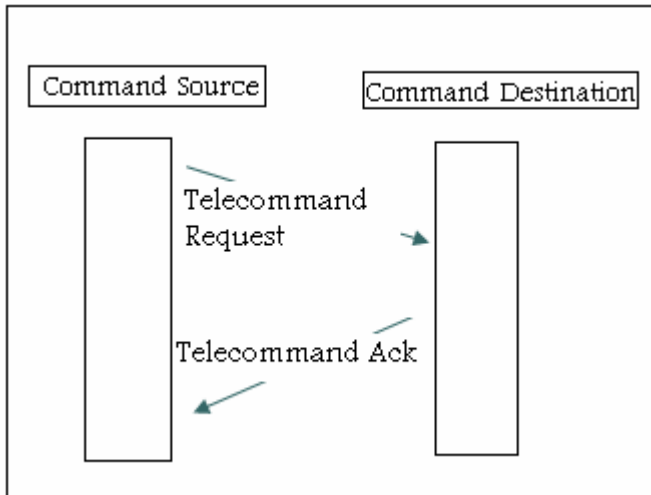 Command Source
Command Destination
Telecommand
Request
Telecommand Ack